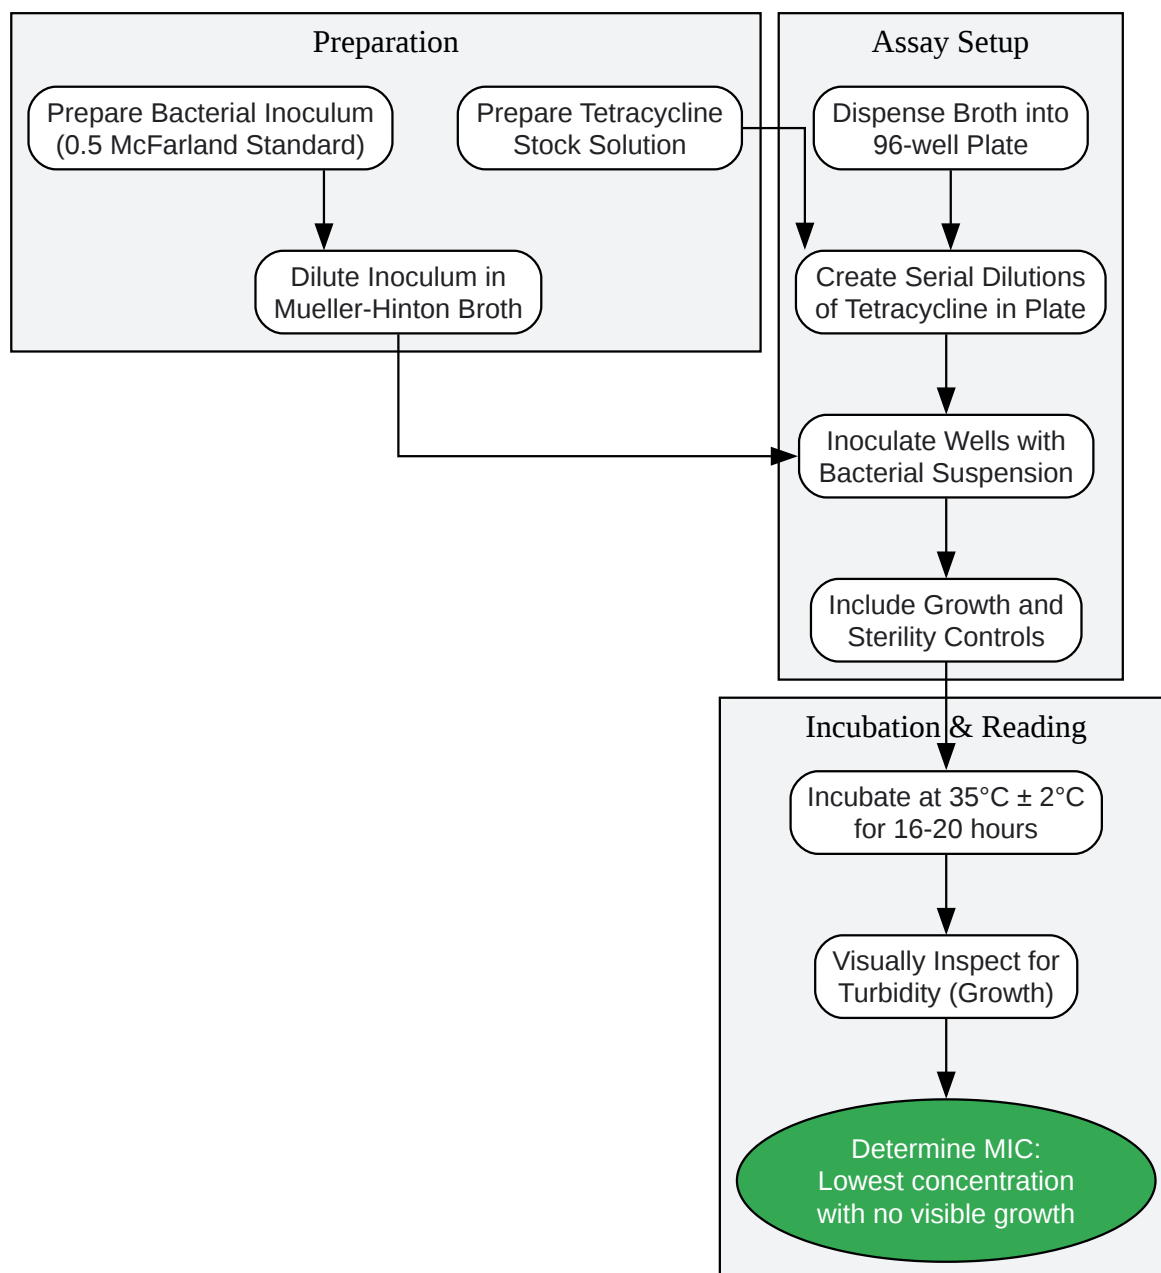 Preparation
Prepare Bacterial Inoculum
(0.5 McFarland Standard)
Prepare Tetracycline
Stock Solution
Dilute Inoculum in
Mueller-Hinton Broth
Assay Setup
Dispense Broth into
96-well Plate
Create Serial Dilutions
of Tetracycline in Plate
Inoculate Wells with
Bacterial Suspension
Include Growth and
Sterility Controls
Incubation & Reading
Incubate at 35°C ± 2°C
for 16-20 hours
Visually Inspect for
Turbidity (Growth)
Determine MIC:
Lowest concentration
with no visible growth